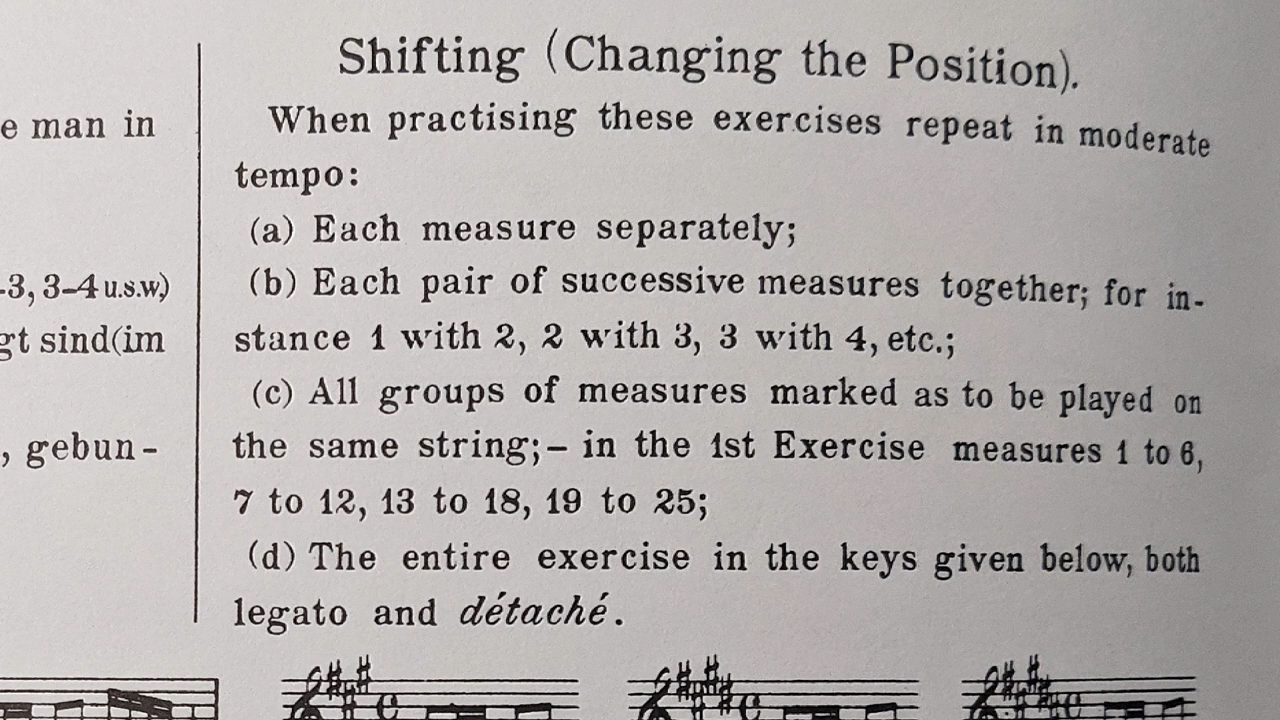 e man in
-3, 3-4 u.s.w.)
gt sind (im
, gebun-
Shifting (Changing the Position).
When practising these exercises repeat in moderate
tempo:
(a) Each measure separately;
(b) Each pair of successive measures together; for in-
stance 1 with 2, 2 with 3, 3 with 4, etc.;
(c) All groups of measures marked as to be played on
the same string;– in the 1st Exercise measures 1 to 6,
7 to 12, 13 to 18, 19 to 25;
(d) The entire exercise in the keys given below, both
legato and détaché.